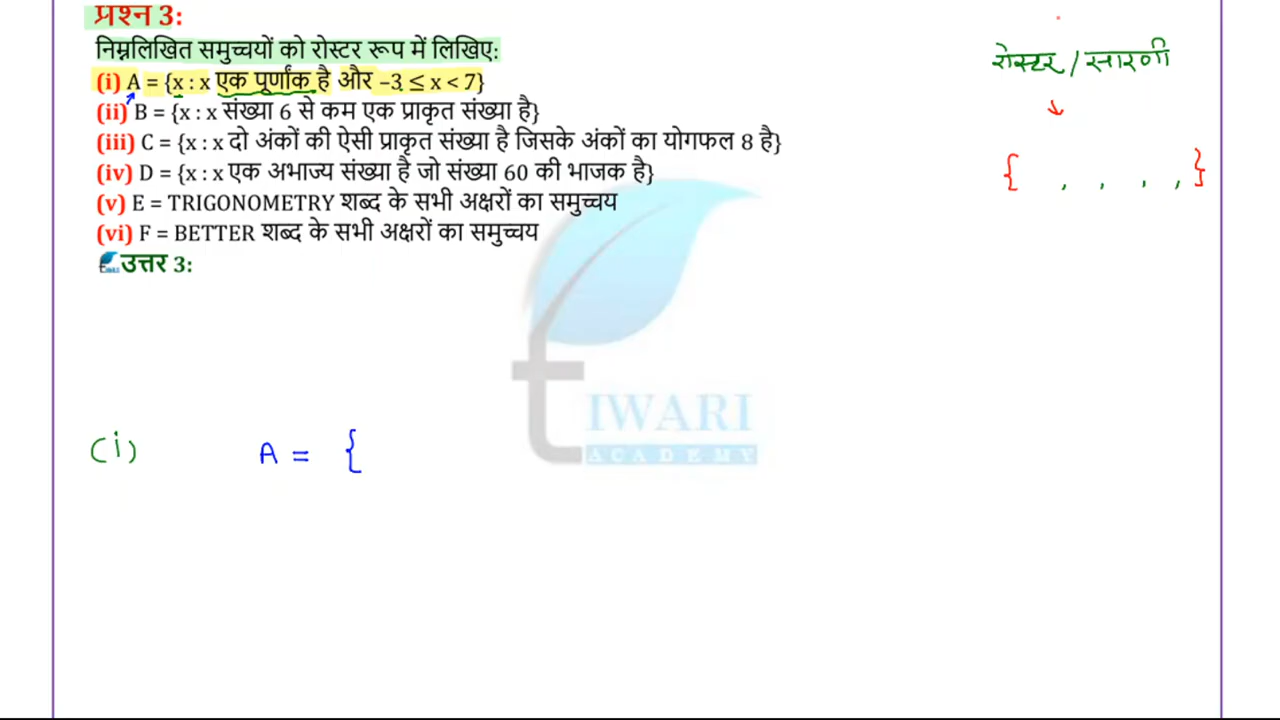 प्रश्न 3:
निम्नलिखित समुच्चयों को रोस्टर रूप में लिखिए:
(i) A = {x : x एक पूर्णांक है और –3 ≤ x < 7}
(ii) B = {x : x संख्या 6 से कम एक प्राकृत संख्या है}
(iii) C = {x : x दो अंकों की ऐसी प्राकृत संख्या है जिसके अंकों का योगफल 8 है}
(iv) D = {x : x एक अभाज्य संख्या है जो संख्या 60 की भाजक है}
(v) E = TRIGONOMETRY शब्द के सभी अक्षरों का समुच्चय
(vi) F = BETTER शब्द के सभी अक्षरों का समुच्चय
उत्तर 3:
रोस्टर / सारणी
{ , , , , }
TIWARI
ACADEMY
(i) A = {